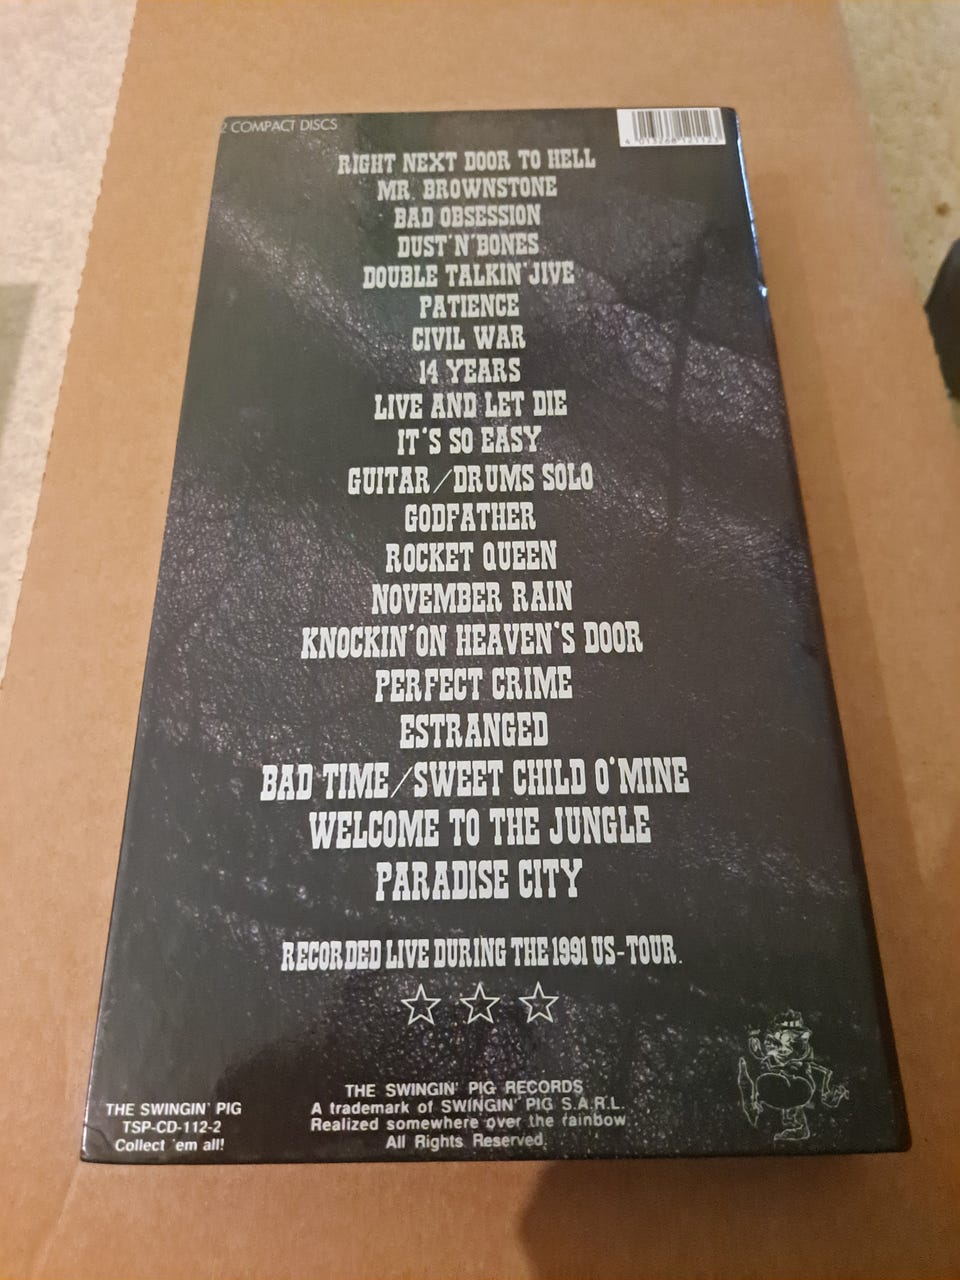 2 COMPACT DISCS
4 013268 121123
RIGHT NEXT DOOR TO HELL
MR. BROWNSTONE
BAD OBSESSION
DUST'N'BONES
DOUBLE TALKIN'JIVE
PATIENCE
CIVIL WAR
14 YEARS
LIVE AND LET DIE
IT'S SO EASY
GUITAR/DRUMS SOLO
GODFATHER
ROCKET QUEEN
NOVEMBER RAIN
KNOCKIN'ON HEAVEN'S DOOR
PERFECT CRIME
ESTRANGED
BAD TIME/SWEET CHILD O'MINE
WELCOME TO THE JUNGLE
PARADISE CITY
RECORDED LIVE DURING THE 1991 US-TOUR.
THE SWINGIN' PIG
TSP-CD-112-2
Collect 'em all!
THE SWINGIN' PIG RECORDS
A trademark of SWINGIN' PIG S.A.R.L.
Realized somewhere over the rainbow
All Rights Reserved.